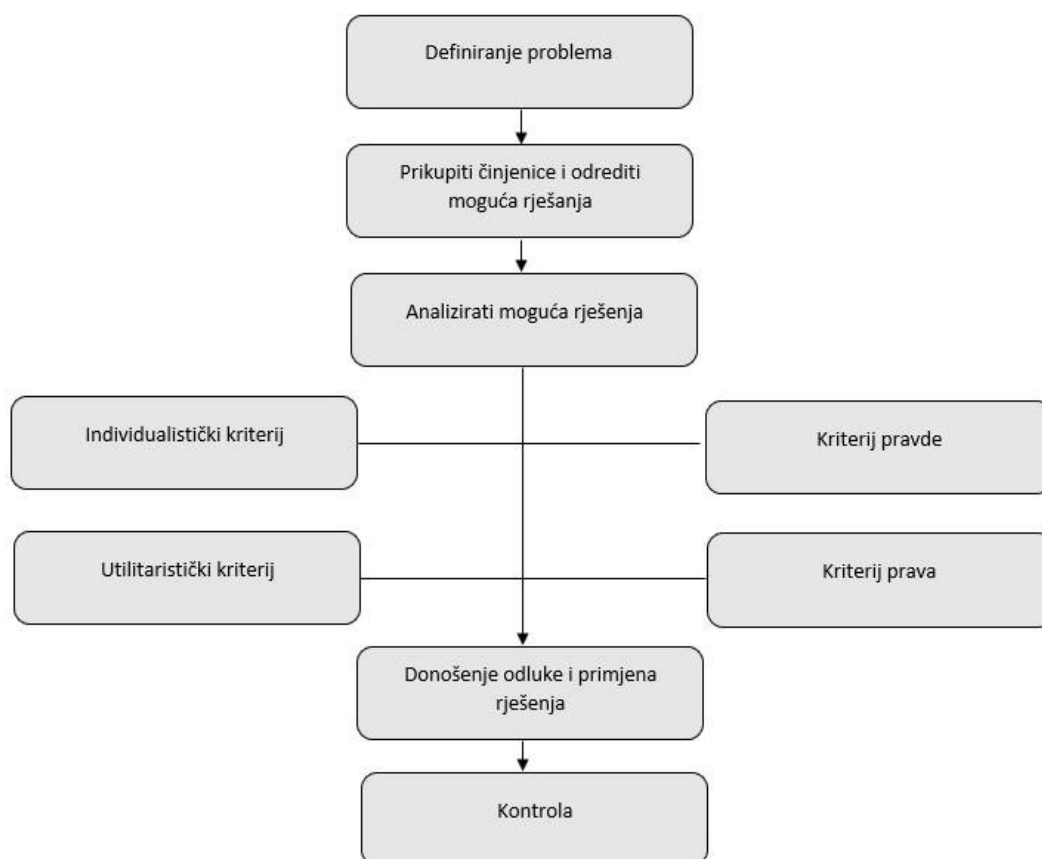 Definiranje problema
Prikupiti činjenice i odrediti
moguća rješanja
Analizirati moguća rješenja
Individualistički kriterij
Kriterij pravde
Utilitaristički kriterij
Kriterij prava
Donošenje odluke i primjena
rješenja
Kontrola